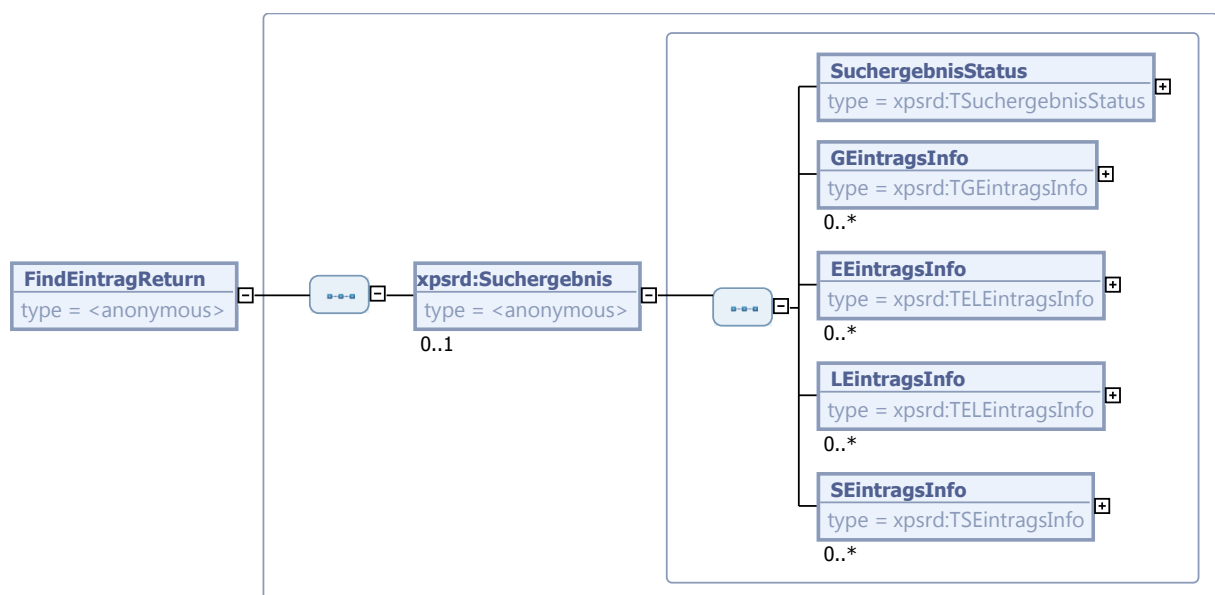 FindEintragReturn
type = <anonymous>
xpsrd:Suchergebnis
type = <anonymous>
0..1
SuchergebnisStatus
type = xpsrd:TSuchergebnisStatus
GEintragsInfo
type = xpsrd:TGEintragsInfo
0..*
EEintragsInfo
type = xpsrd:TELEintragsInfo
0..*
LEintragsInfo
type = xpsrd:TELEintragsInfo
0..*
SEintragsInfo
type = xpsrd:TSEintragsInfo
0..*